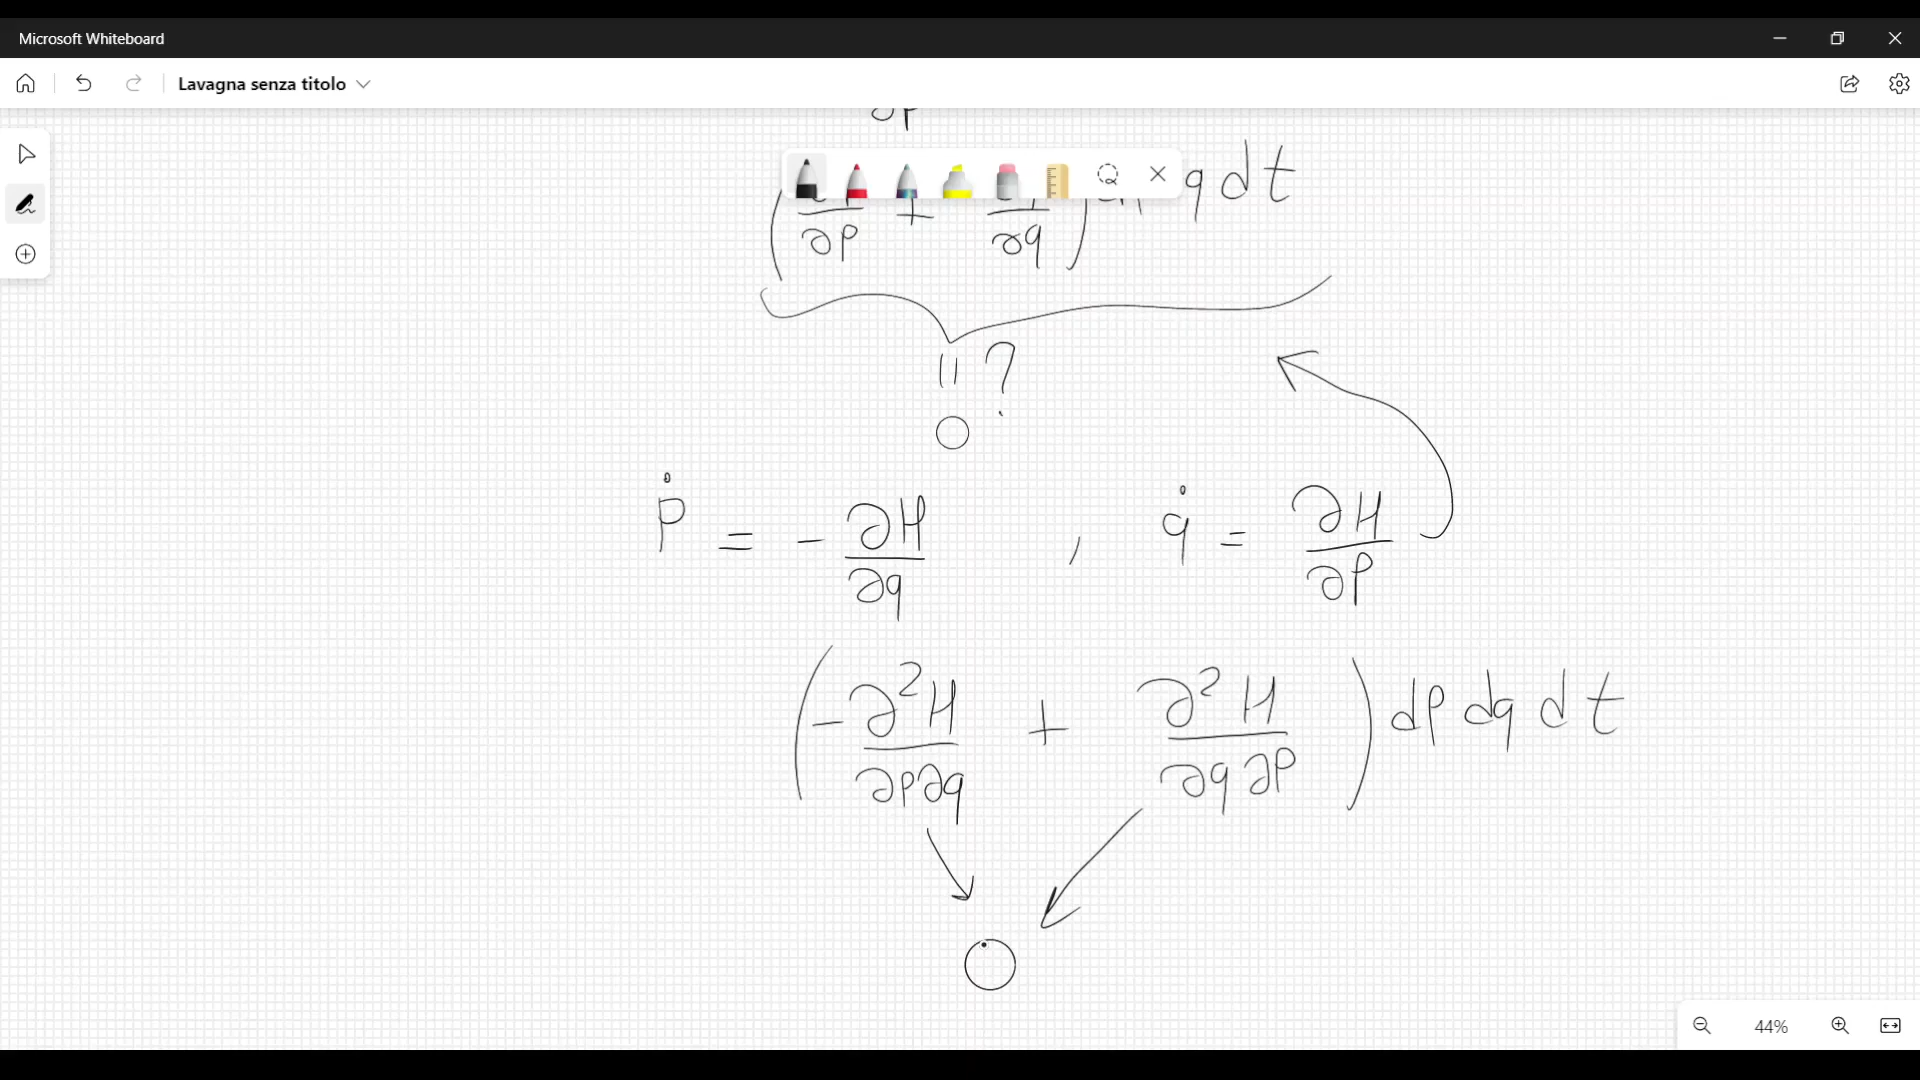 Microsoft Whiteboard
Lavagna senza titolo
∂p
∂p + ∂q ) q dt
‖ ?
0
ṗ = - ∂H/∂q , q̇ = ∂H/∂p
( - ∂²H/∂p∂q + ∂²H/∂q∂p ) dp dq dt
0
44%